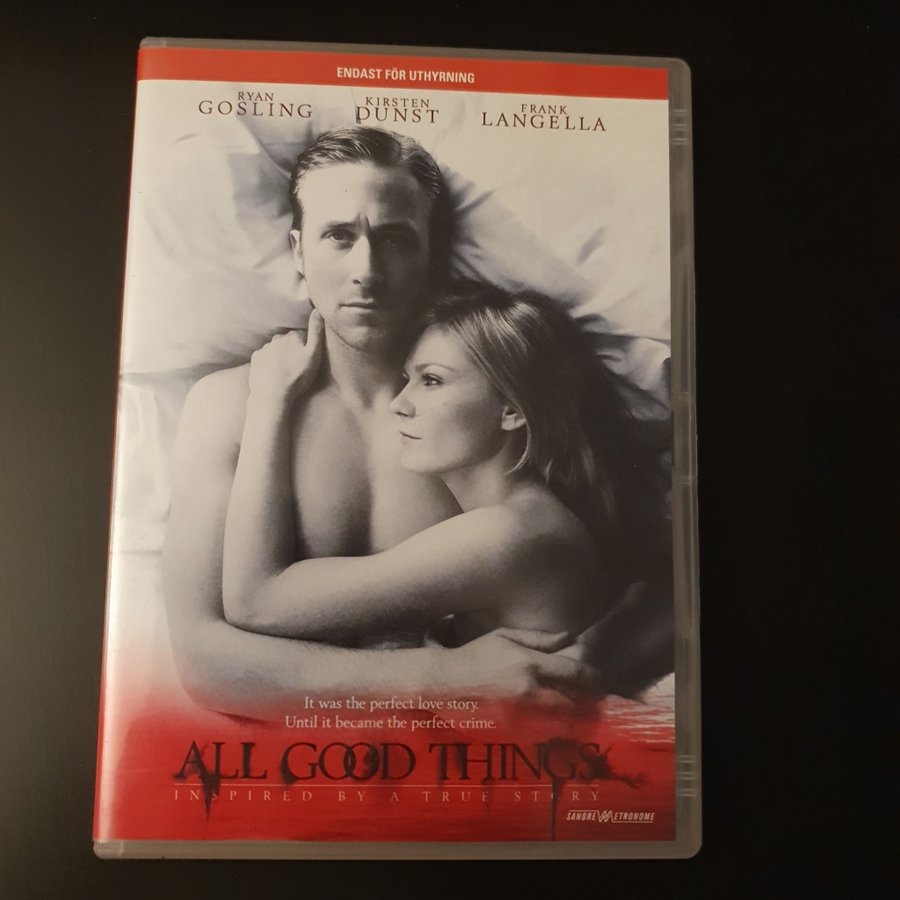 ENDAST FÖR UTHYRNING
RYAN GOSLING
KIRSTEN DUNST
FRANK LANGELLA
It was the perfect love story.
Until it became the perfect crime.
ALL GOOD THINGS
INSPIRED BY A TRUE STORY
SANDREW METRONOME